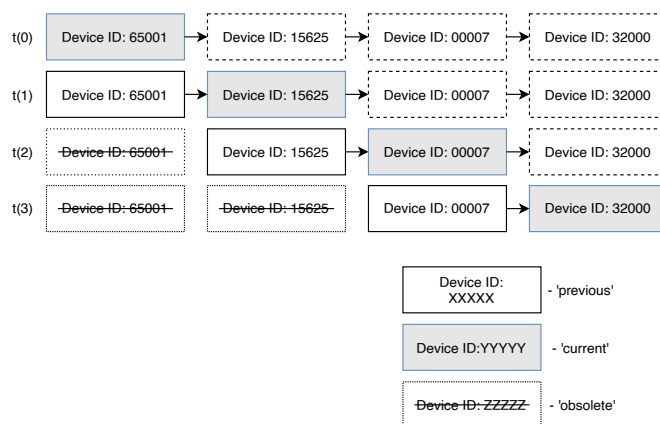 t(0) Device ID: 65001 Device ID: 15625 Device ID: 00007 Device ID: 32000
t(1) Device ID: 65001 Device ID: 15625 Device ID: 00007 Device ID: 32000
t(2) Device ID: 65001 Device ID: 15625 Device ID: 00007 Device ID: 32000
t(3) Device ID: 65001 Device ID: 15625 Device ID: 00007 Device ID: 32000
Device ID:
XXXXX
- 'previous'
Device ID:YYYYY - 'current'
Device ID: ZZZZZ - 'obsolete'